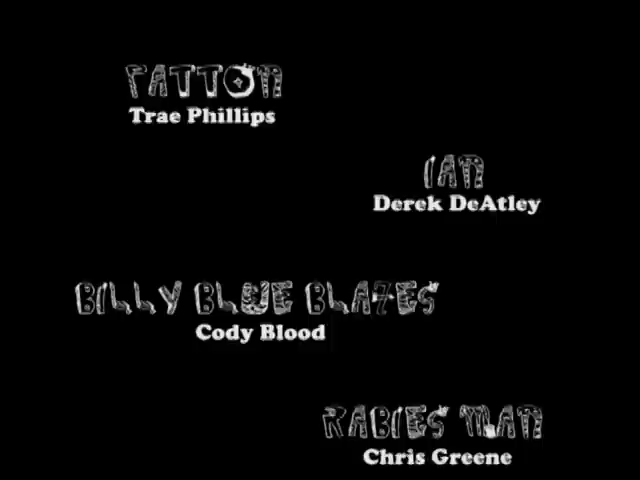 PATTON
Trae Phillips
IAN
Derek DeAtley
BILLY BLUE BLAZES
Cody Blood
RABIES MAN
Chris Greene